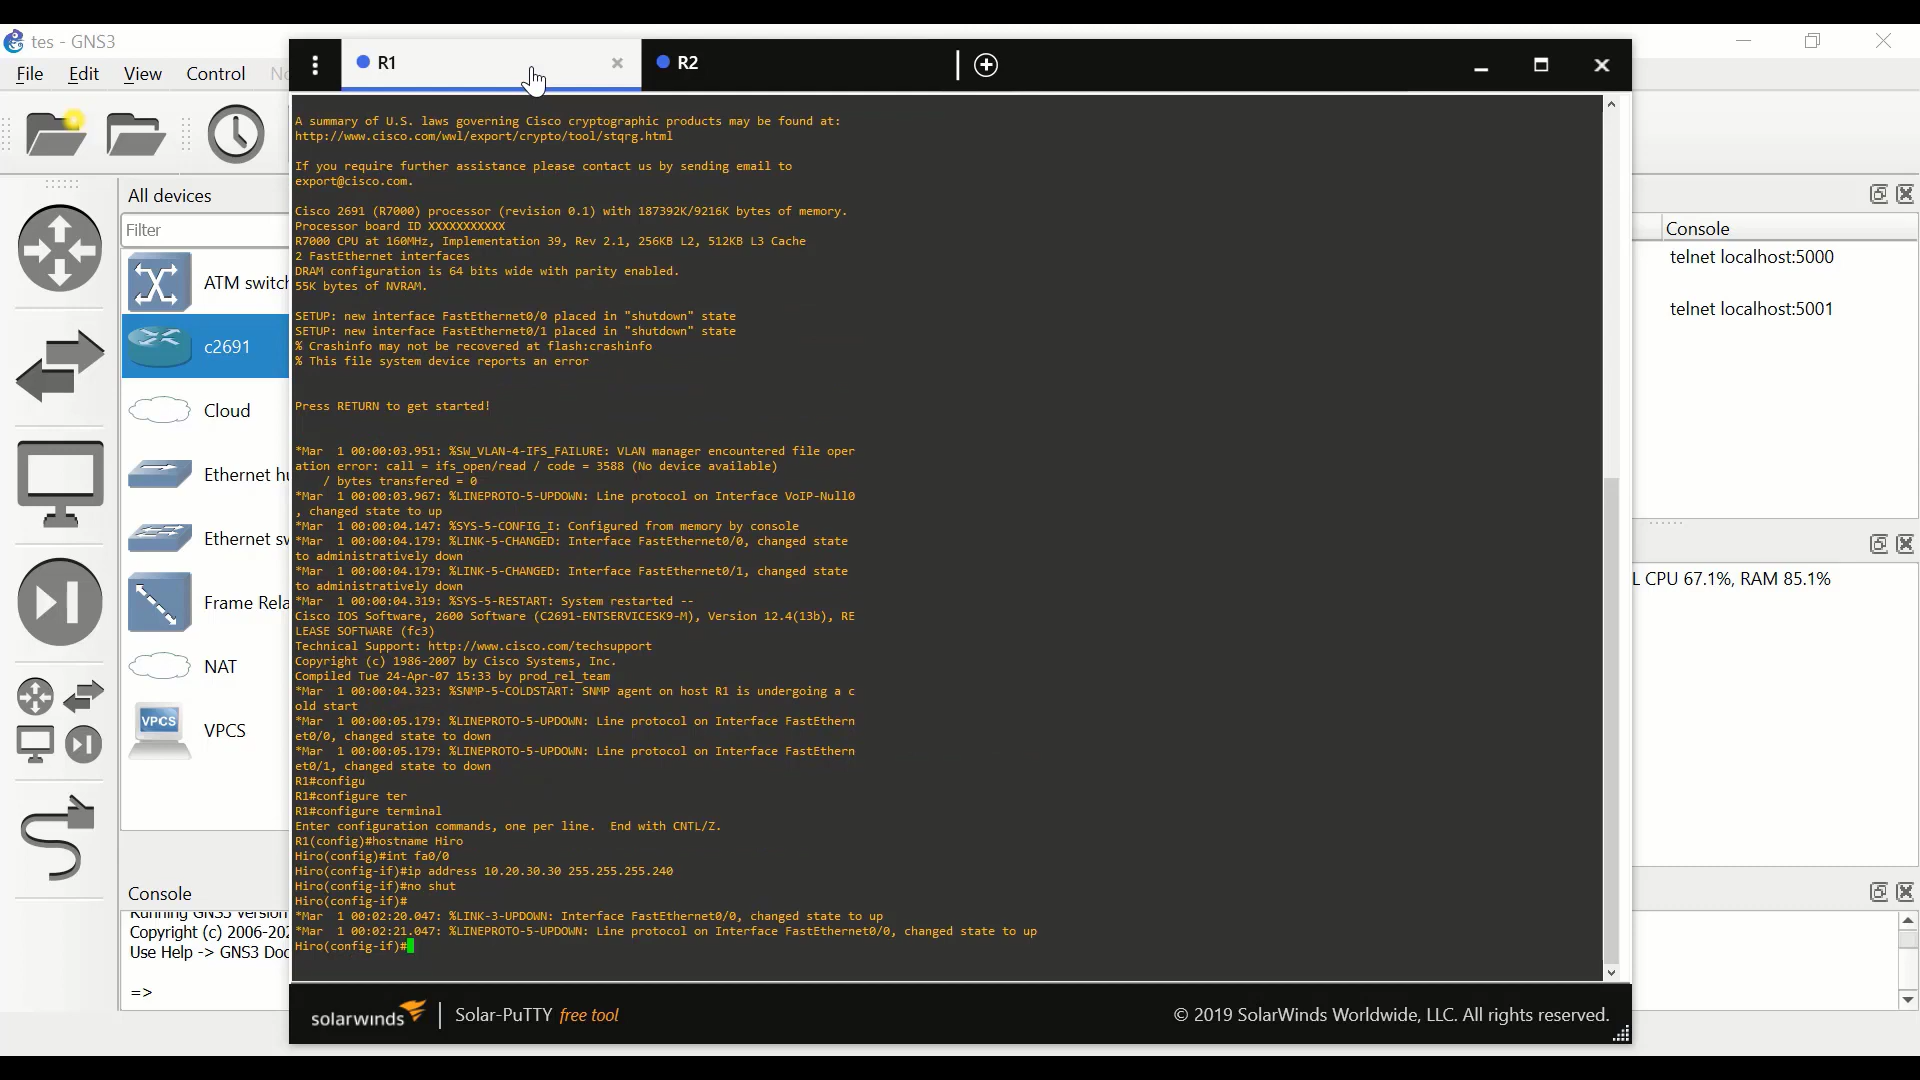 tes - GNS3
File Edit View Control
R1
R2
All devices
Filter
ATM switch
c2691
Cloud
Ethernet hu
Ethernet sw
Frame Rela
NAT
VPCS
VPCS
A summary of U.S. laws governing Cisco cryptographic products may be found at:
http://www.cisco.com/wwl/export/crypto/tool/stqrg.html
If you require further assistance please contact us by sending email to
export@cisco.com.
Cisco 2691 (R7000) processor (revision 0.1) with 187392K/9216K bytes of memory.
Processor board ID XXXXXXXXXXX
R7000 CPU at 160MHz, Implementation 39, Rev 2.1, 256KB L2, 512KB L3 Cache
2 FastEthernet interfaces
DRAM configuration is 64 bits wide with parity enabled.
55K bytes of NVRAM.
SETUP: new interface FastEthernet0/0 placed in "shutdown" state
SETUP: new interface FastEthernet0/1 placed in "shutdown" state
% Crashinfo may not be recovered at flash:crashinfo
% This file system device reports an error
Press RETURN to get started!
*Mar  1 00:00:03.951: %SW_VLAN-4-IFS_FAILURE: VLAN manager encountered file oper
ation error: call = ifs_open/read / code = 3588 (No device available)
/ bytes transfered = 0
*Mar  1 00:00:03.967: %LINEPROTO-5-UPDOWN: Line protocol on Interface VoIP-Null0
, changed state to up
*Mar  1 00:00:04.147: %SYS-5-CONFIG_I: Configured from memory by console
*Mar  1 00:00:04.179: %LINK-5-CHANGED: Interface FastEthernet0/0, changed state
to administratively down
*Mar  1 00:00:04.179: %LINK-5-CHANGED: Interface FastEthernet0/1, changed state
to administratively down
*Mar  1 00:00:04.319: %SYS-5-RESTART: System restarted --
Cisco IOS Software, 2600 Software (C2691-ENTSERVICESK9-M), Version 12.4(13b), RE
LEASE SOFTWARE (fc3)
Technical Support: http://www.cisco.com/techsupport
Copyright (c) 1986-2007 by Cisco Systems, Inc.
Compiled Tue 24-Apr-07 15:33 by prod_rel_team
*Mar  1 00:00:04.323: %SNMP-5-COLDSTART: SNMP agent on host R1 is undergoing a c
old start
*Mar  1 00:00:05.179: %LINEPROTO-5-UPDOWN: Line protocol on Interface FastEthern
et0/0, changed state to down
*Mar  1 00:00:05.179: %LINEPROTO-5-UPDOWN: Line protocol on Interface FastEthern
et0/1, changed state to down
R1#configu
R1#configure ter
R1#configure terminal
Enter configuration commands, one per line.  End with CNTL/Z.
R1(config)#hostname Hiro
Hiro(config)#int fa0/0
Hiro(config-if)#ip address 10.20.30.30 255.255.255.240
Hiro(config-if)#no shut
Hiro(config-if)#
*Mar  1 00:02:20.047: %LINK-3-UPDOWN: Interface FastEthernet0/0, changed state to up
*Mar  1 00:02:21.047: %LINEPROTO-5-UPDOWN: Line protocol on Interface FastEthernet0/0, changed state to up
Hiro(config-if)#
Console
telnet localhost:5000
telnet localhost:5001
L CPU 67.1%, RAM 85.1%
Console
Running GNS3 version
Copyright (c) 2006-202
Use Help -> GNS3 Doc
=>
solarwinds | Solar-PuTTY free tool
© 2019 SolarWinds Worldwide, LLC. All rights reserved.